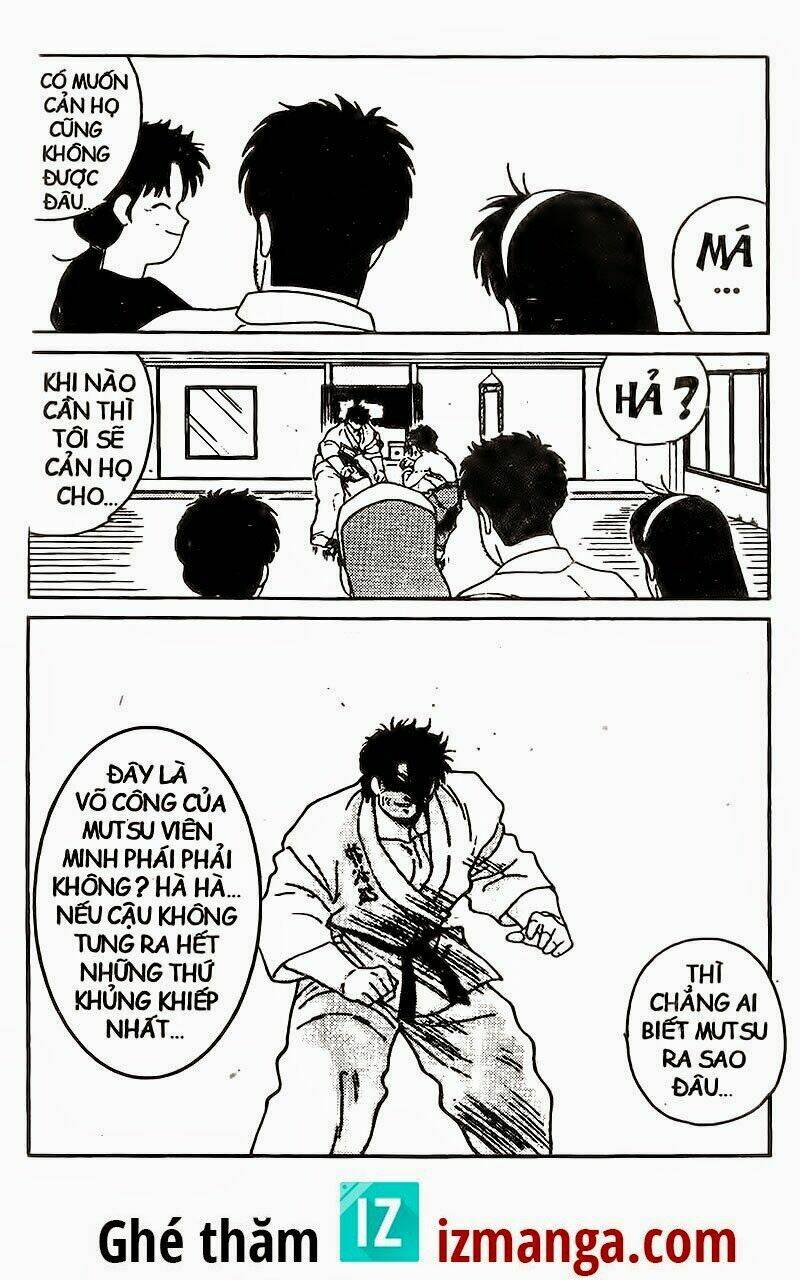 CÓ MUỐN
CẢN HỌ
CŨNG
KHÔNG
ĐƯỢC
ĐÂU...
MÁ
...
KHI NÀO
CẦN THÌ
TÔI SẼ
CẢN HỌ
CHO...
HẢ?
ĐÂY LÀ
VÕ CÔNG CỦA
MUTSU VIÊN
MINH PHÁI PHẢI
KHÔNG? HÀ HÀ...
NẾU CẬU KHÔNG
TUNG RA HẾT
NHỮNG THỨ
KHỦNG KHIẾP
NHẤT...
THÌ
CHẲNG AI
BIẾT MUTSU
RA SAO
ĐÂU...
Ghé thăm IZ izmanga.com